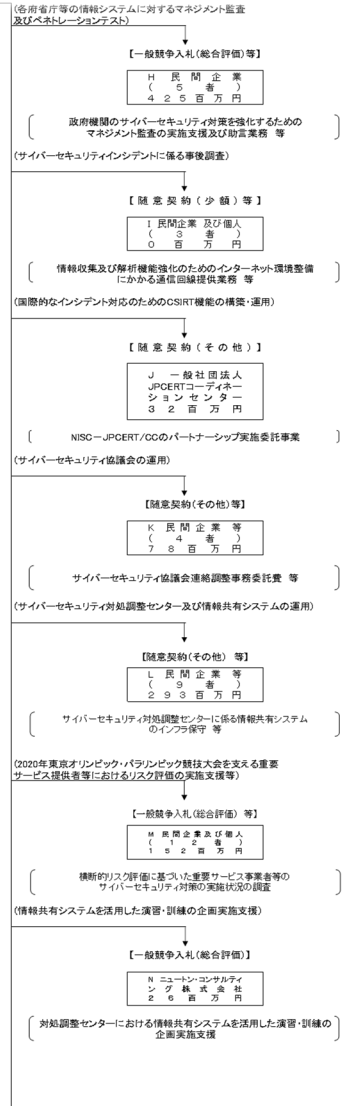 (各府省庁等の情報システムに対するマネジメント監査
及びペネトレーションテスト)
【一般競争入札(総合評価)等】
H 民間企業
(5者)
425百万円
政府機関のサイバーセキュリティ対策を強化するための
マネジメント監査の実施支援及び助言業務 等
(サイバーセキュリティインシデントに係る事後調査)
【随意契約(少額)等】
I 民間企業 及び個人
(3者)
0百万円
情報収集及び解析機能強化のためのインターネット環境整備
にかかる通信回線提供業務 等
(国際的なインシデント対応のためのCSIRT機能の構築・運用)
【随意契約(その他)】
J 一般社団法人
JPCERTコーディネー
ションセンター
32百万円
NISC-JPCERT/CCのパートナーシップ実施委託事業
(サイバーセキュリティ協議会の運用)
【随意契約(その他)等】
K 民間企業 等
(4者)
78百万円
サイバーセキュリティ協議会連絡調整事務委託費 等
(サイバーセキュリティ対処調整センター及び情報共有システムの運用)
【随意契約(その他) 等】
L 民間企業 等
(9者)
293百万円
サイバーセキュリティ対処調整センターに係る情報共有システム
のインフラ保守 等
(2020年東京オリンピック・パラリンピック競技大会を支える重要
サービス提供者等におけるリスク評価の実施支援等)
【一般競争入札(総合評価) 等】
M 民間企業及び個人
(12者)
152百万円
横断的リスク評価に基づいた重要サービス事業者等の
サイバーセキュリティ対策の実施状況の調査
(情報共有システムを活用した演習・訓練の企画実施支援)
【一般競争入札(総合評価)】
N ニュートン・コンサルティ
ング株式会社
26百万円
対処調整センターにおける情報共有システムを活用した演習・訓練の
企画実施支援